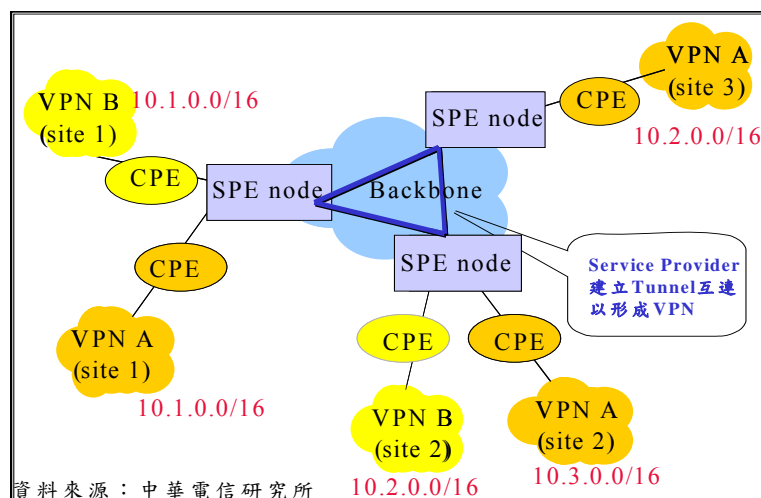 VPN B
(site 1)
10.1.0.0/16
CPE
SPE node
CPE
VPN A
(site 1)
10.1.0.0/16
Backbone
SPE node
CPE
VPN A
(site 3)
10.2.0.0/16
SPE node
CPE
VPN B
(site 2)
10.2.0.0/16
CPE
VPN A
(site 2)
10.3.0.0/16
Service Provider
建立Tunnel互連
以形成VPN
資料來源：中華電信研究所